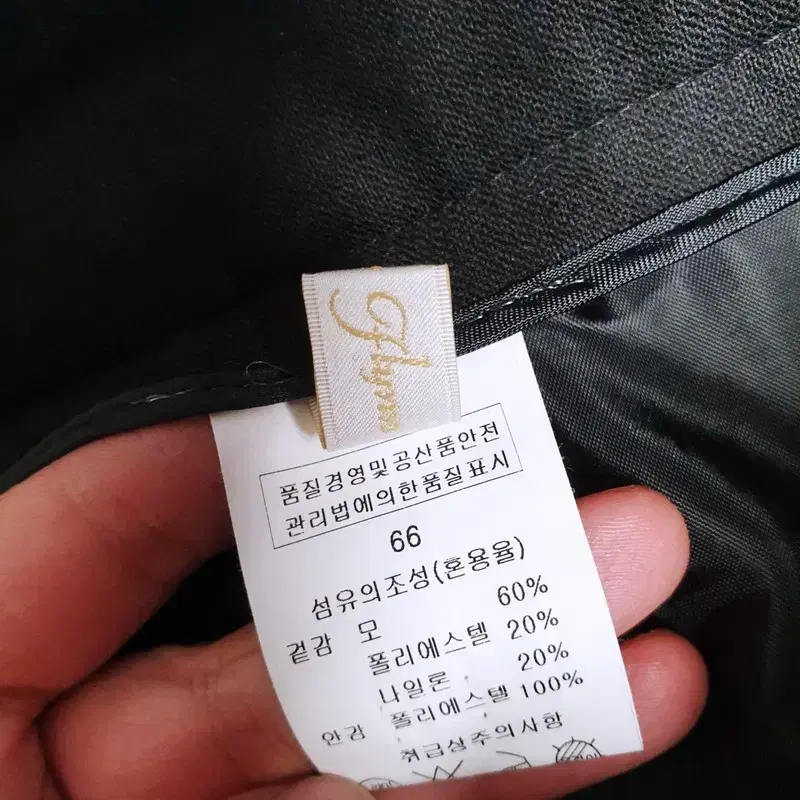 품질경영및공산품안전
관리법에의한품질표시
66
섬유의조성(혼용율)
겉감 모 60%
폴리에스텔 20%
나일론 20%
안감 폴리에스텔 100%
취급상주의사항